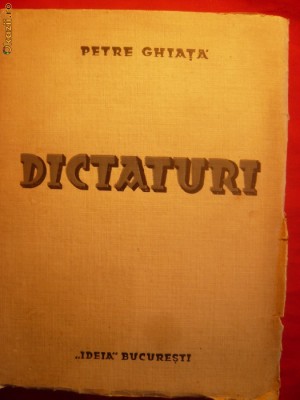 PETRE GHIAȚĂ
DICTATURI
„IDEIA" BUCUREȘTI